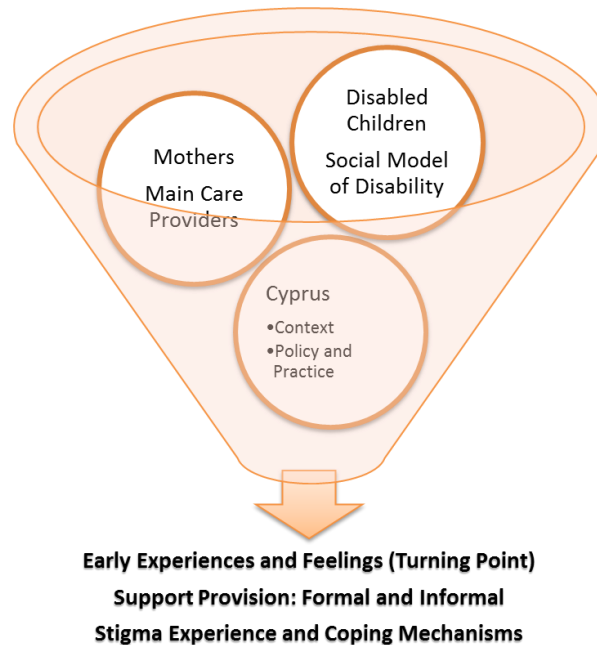 Disabled
Children
Social Model
of Disability
Mothers
Main Care
Providers
Cyprus
•Context
•Policy and
Practice
Early Experiences and Feelings (Turning Point)
Support Provision: Formal and Informal
Stigma Experience and Coping Mechanisms